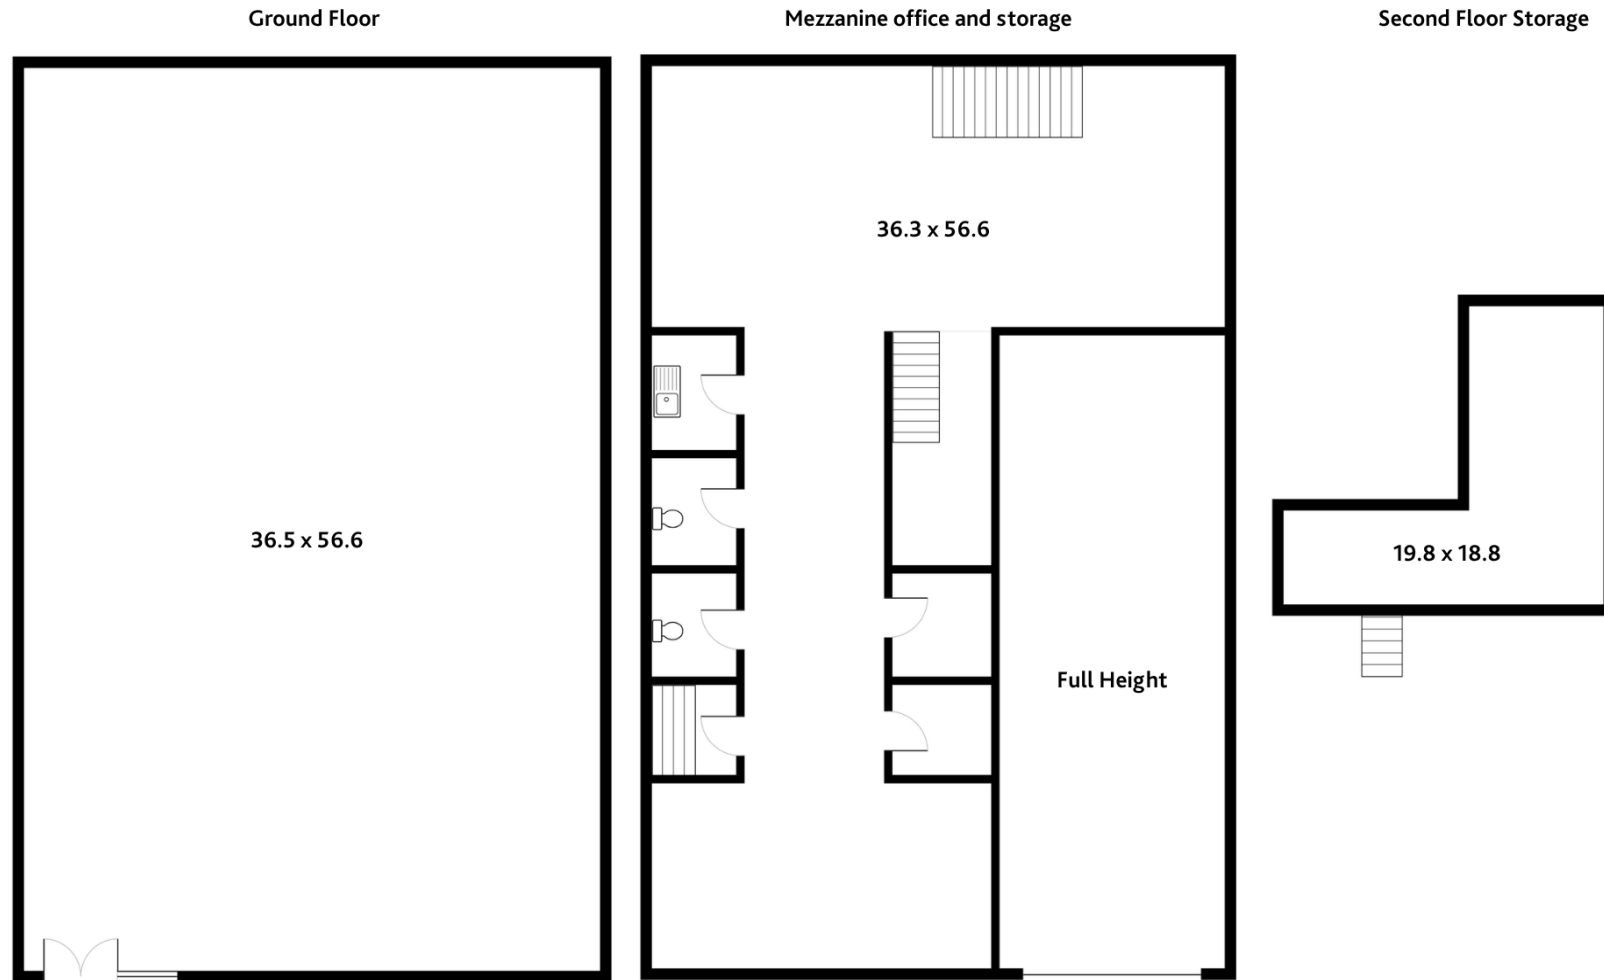 Ground Floor
Mezzanine office and storage
Second Floor Storage
36.3 x 56.6
36.5 x 56.6
19.8 x 18.8
Full Height